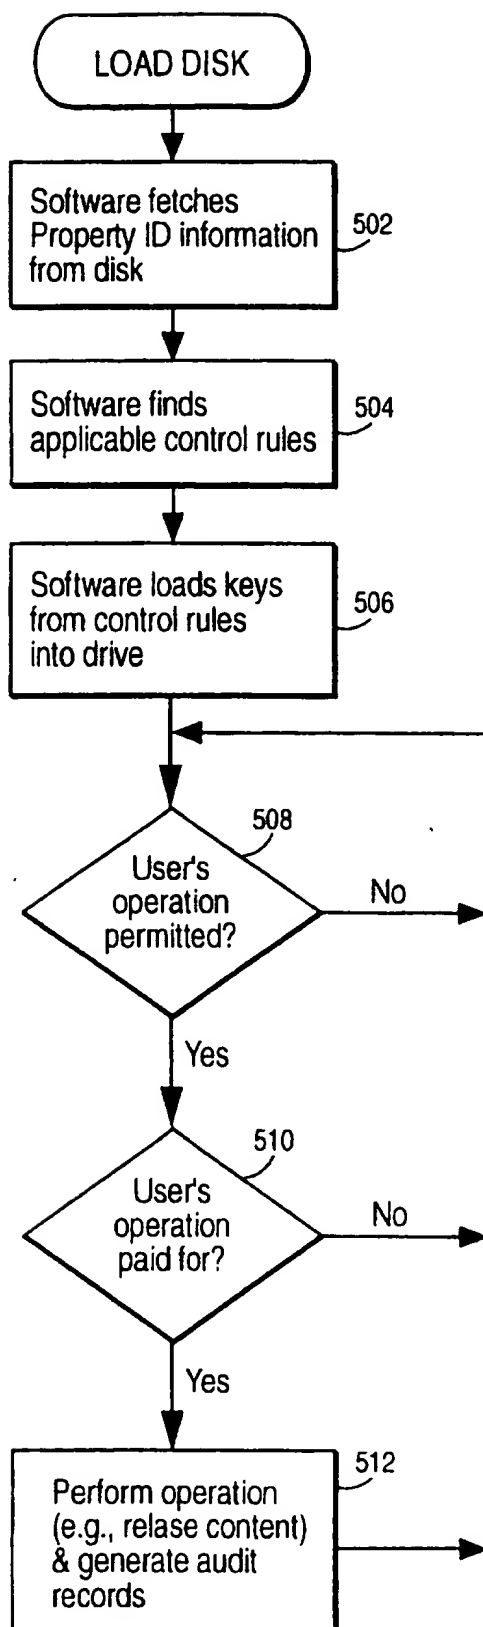 LOAD DISK
Software fetches
Property ID information
from disk
502
Software finds
applicable control rules
504
Software loads keys
from control rules
into drive
506
508
User's
operation
permitted?
No
Yes
510
User's
operation
paid for?
No
Yes
512
Perform operation
(e.g., relase content)
& generate audit
records